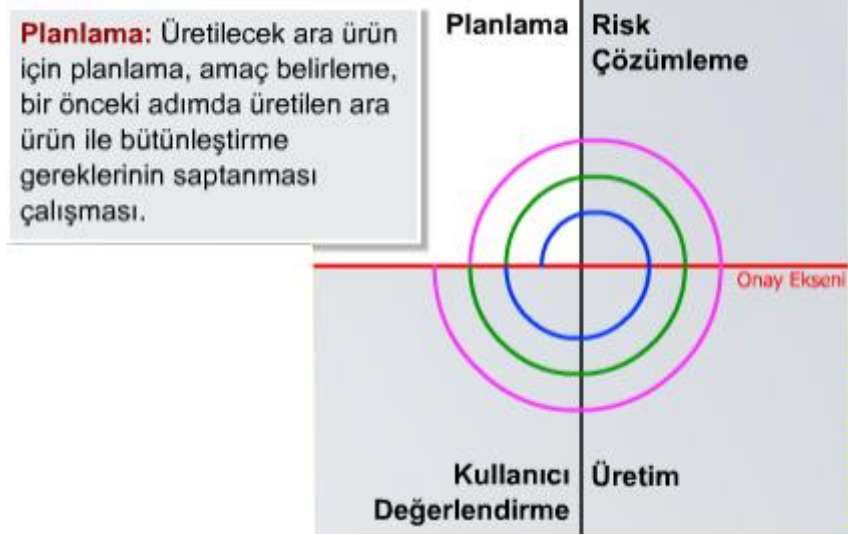 Planlama: Üretilecek ara ürün
için planlama, amaç belirleme,
bir önceki adımda üretilen ara
ürün ile bütünleştirme
gereklerinin saptanması
çalışması.
Planlama
Risk
Çözümleme
Onay Ekseni
Kullanıcı
Değerlendirme
Üretim